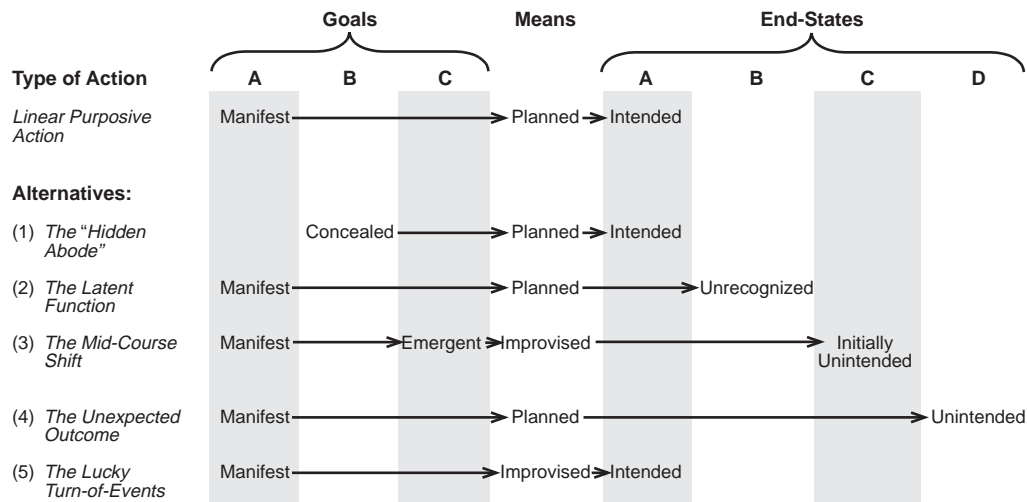 Goals Means End-States
Type of Action A B C A B C D
Linear Purposive Manifest Planned Intended
Action
Alternatives:
(1) The “Hidden Concealed Planned Intended
Abode”
(2) The Latent Manifest Planned Unrecognized
Function
(3) The Mid-Course Manifest Emergent Improvised Initially
Shift Unintended
(4) The Unexpected Manifest Planned Unintended
Outcome
(5) The Lucky Manifest Improvised Intended
Turn-of-Events